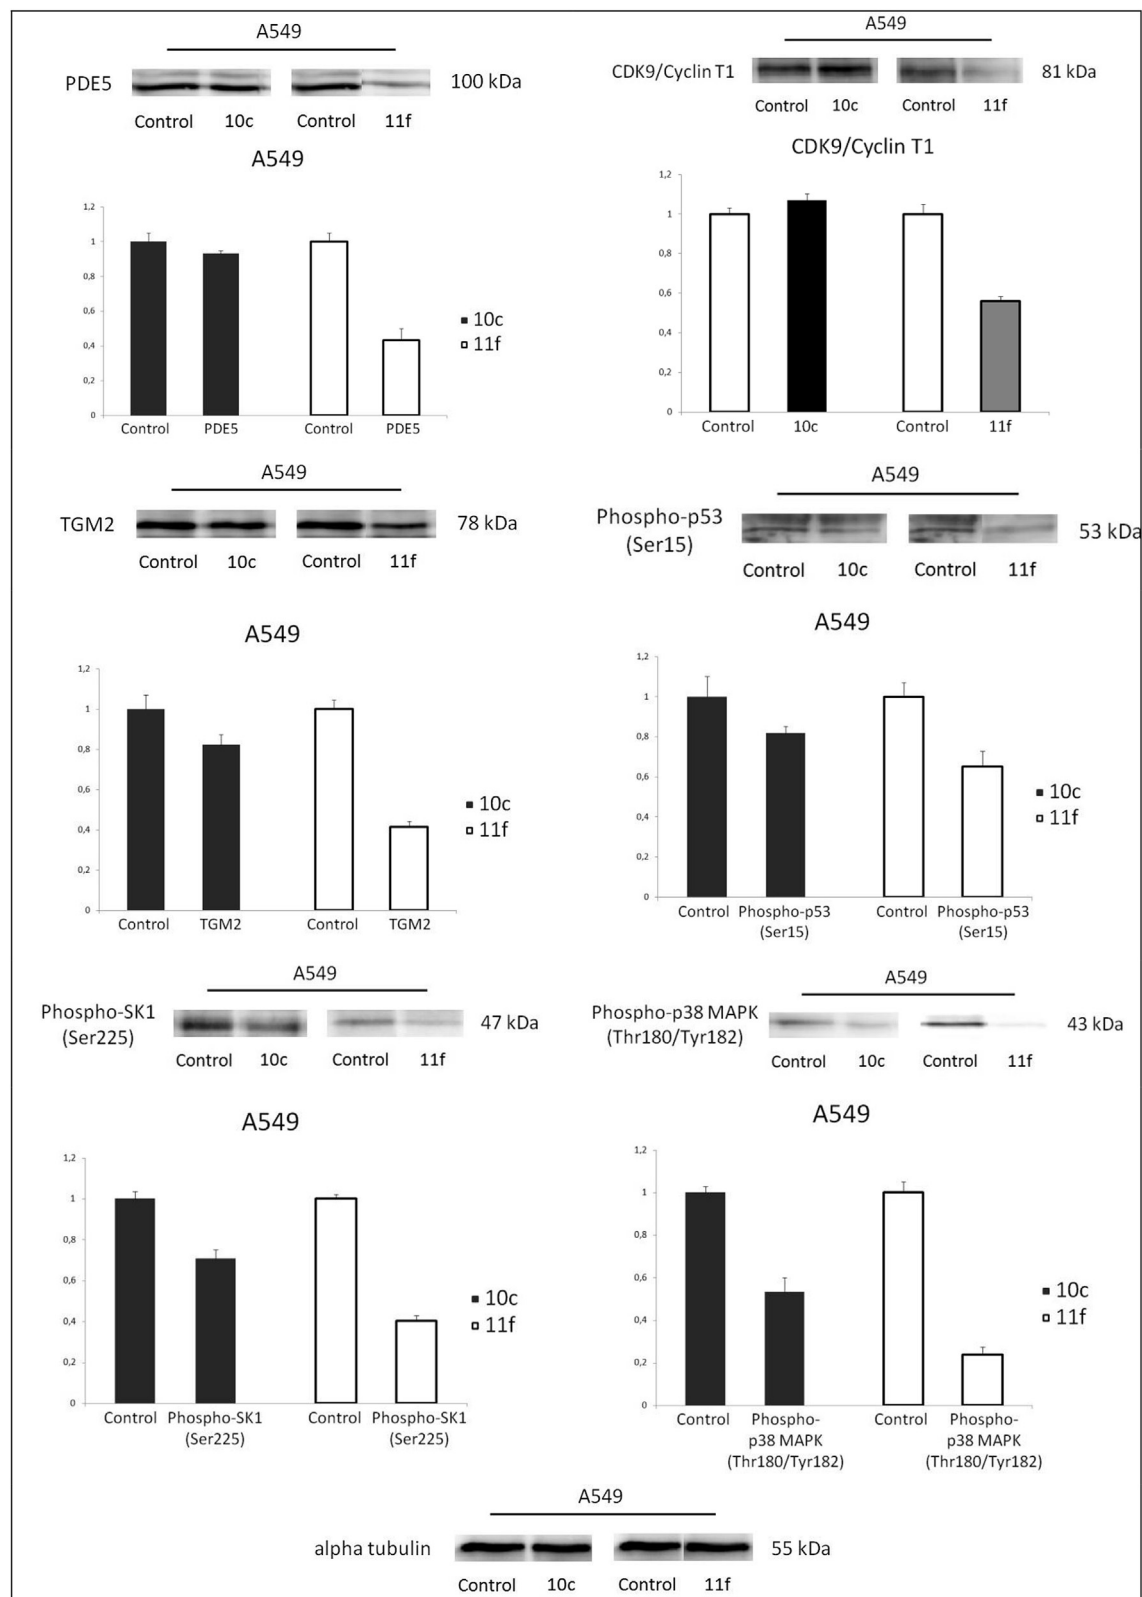 A549
PDE5
100 kDa
Control 10c Control 11f
A549
1,2
1
0,8
0,6
0,4
0,2
0
Control PDE5 Control PDE5
10c
11f
A549
CDK9/Cyclin T1
81 kDa
Control 10c Control 11f
CDK9/Cyclin T1
1,2
1
0,8
0,6
0,4
0,2
0
Control 10c Control 11f
A549
TGM2
78 kDa
Control 10c Control 11f
A549
1,2
1
0,8
0,6
0,4
0,2
0
Control TGM2 Control TGM2
10c
11f
A549
Phospho-p53
(Ser15)
53 kDa
Control 10c Control 11f
A549
1,2
1
0,8
0,6
0,4
0,2
0
Control Phospho-p53 Control Phospho-p53
(Ser15) (Ser15)
10c
11f
A549
Phospho-SK1
(Ser225)
47 kDa
Control 10c Control 11f
A549
1,2
1
0,8
0,6
0,4
0,2
0
Control Phospho-SK1 Control Phospho-SK1
(Ser225) (Ser225)
10c
11f
A549
Phospho-p38 MAPK
(Thr180/Tyr182)
43 kDa
Control 10c Control 11f
A549
1,2
1
0,8
0,6
0,4
0,2
0
Control Phospho- Control Phospho-
p38 MAPK p38 MAPK
(Thr180/Tyr182) (Thr180/Tyr182)
10c
11f
A549
alpha tubulin
55 kDa
Control 10c Control 11f